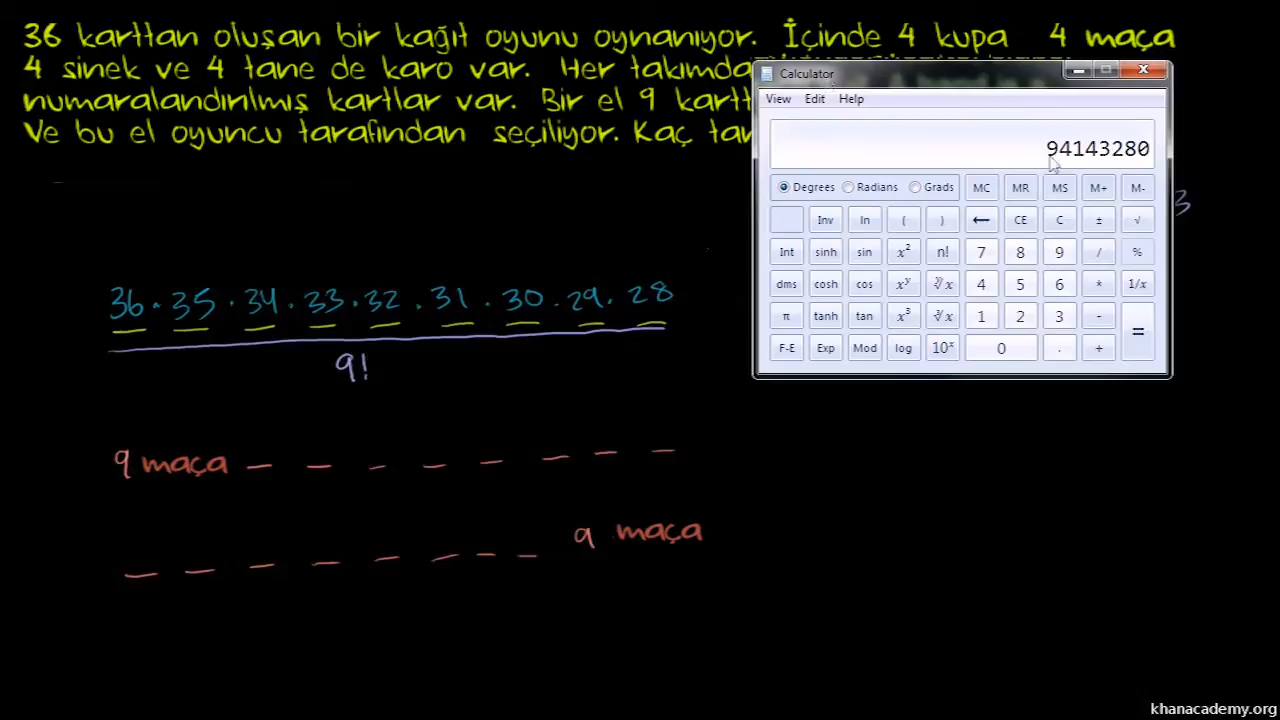 36 karttan oluşan bir kağıt oyunu oynanıyor. İçinde 4 kupa 4 maça
4 sinek ve 4 tane de karo var. Her takımda
numaralandırılmış kartlar var. Bir el 9
Ve bu el oyuncu tarafından seçiliyor. Kaç
Calculator
View Edit Help
94143280
Degrees Radians Grads MC MR MS M+ M-
Inv ln ( ) ← CE C ± √
Int sinh sin x² n! 7 8 9 / %
dms cosh cos xʸ ʸ√x 4 5 6 * 1/x
π tanh tan x³ ³√x 1 2 3 - =
F-E Exp Mod log 10ˣ 0 . +
3
36 . 35 . 34 . 33 . 32 . 31 . 30 . 29 . 28
9!
9 maça
9 maça
khanacademy.org